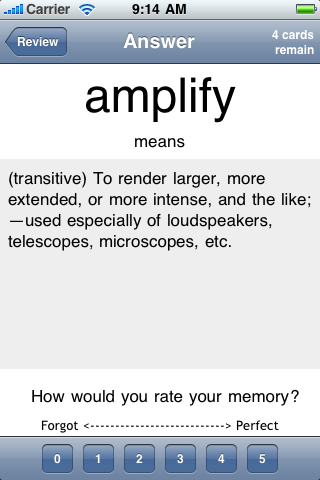 Carrier 9:14 AM
Review Answer 4 cards
remain
amplify
means
(transitive) To render larger, more
extended, or more intense, and the like;
—used especially of loudspeakers,
telescopes, microscopes, etc.
How would you rate your memory?
Forgot <---------------------------> Perfect
0 1 2 3 4 5